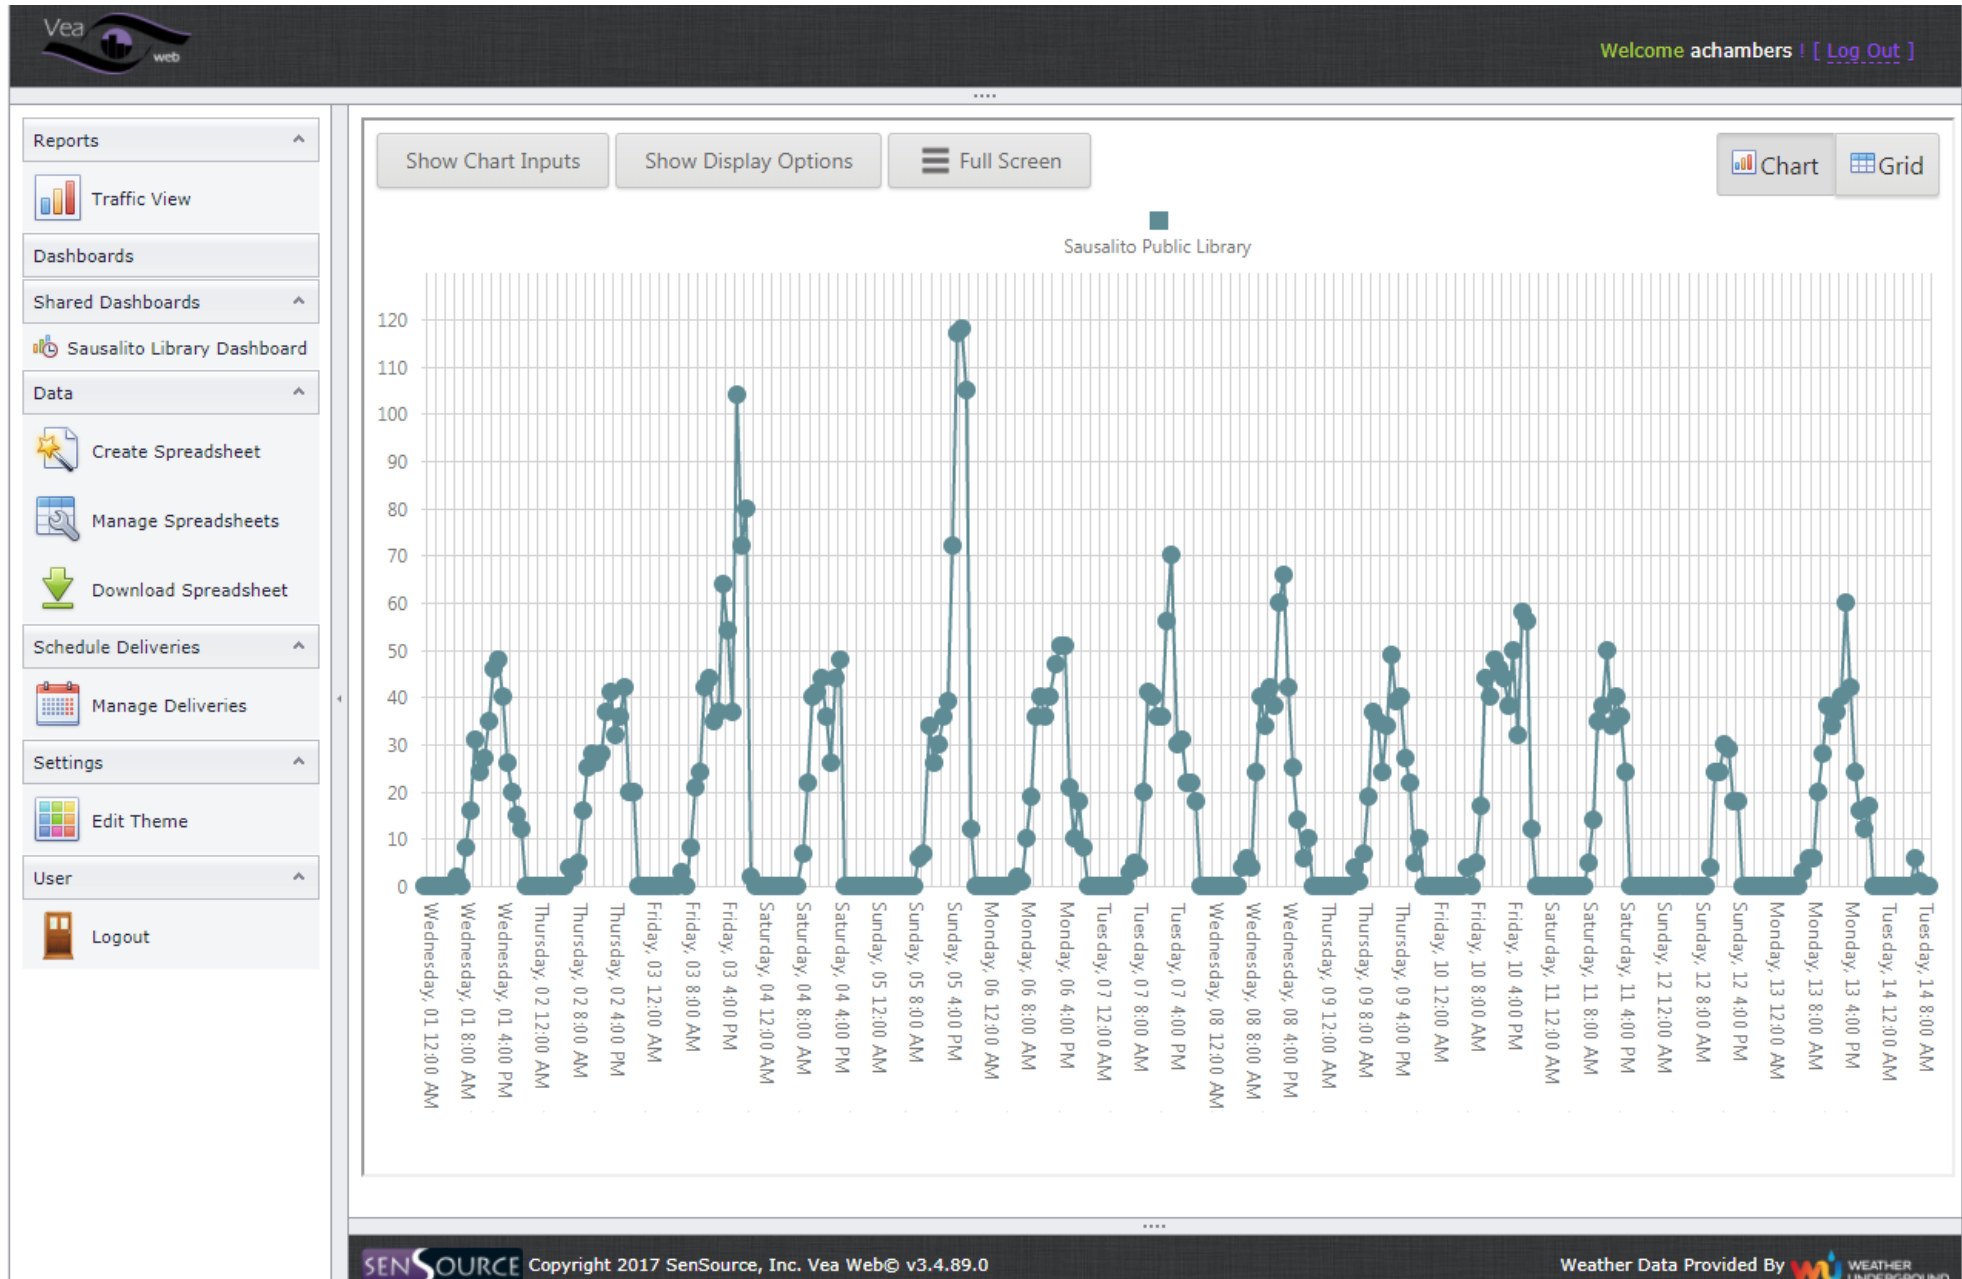 Vea
web
Welcome achambers ! [ Log Out ]
Reports
Traffic View
Dashboards
Shared Dashboards
Sausalito Library Dashboard
Data
Create Spreadsheet
Manage Spreadsheets
Download Spreadsheet
Schedule Deliveries
Manage Deliveries
Settings
Edit Theme
User
Logout
Show Chart Inputs
Show Display Options
Full Screen
Chart
Grid
Sausalito Public Library
120
110
100
90
80
70
60
50
40
30
20
10
0
Wednesday, 01 12:00 AM
Wednesday, 01 8:00 AM
Wednesday, 01 4:00 PM
Thursday, 02 12:00 AM
Thursday, 02 8:00 AM
Thursday, 02 4:00 PM
Friday, 03 12:00 AM
Friday, 03 8:00 AM
Friday, 03 4:00 PM
Saturday, 04 12:00 AM
Saturday, 04 8:00 AM
Saturday, 04 4:00 PM
Sunday, 05 12:00 AM
Sunday, 05 8:00 AM
Sunday, 05 4:00 PM
Monday, 06 12:00 AM
Monday, 06 8:00 AM
Monday, 06 4:00 PM
Tuesday, 07 12:00 AM
Tuesday, 07 8:00 AM
Tuesday, 07 4:00 PM
Wednesday, 08 12:00 AM
Wednesday, 08 8:00 AM
Wednesday, 08 4:00 PM
Thursday, 09 12:00 AM
Thursday, 09 8:00 AM
Thursday, 09 4:00 PM
Friday, 10 12:00 AM
Friday, 10 8:00 AM
Friday, 10 4:00 PM
Saturday, 11 12:00 AM
Saturday, 11 8:00 AM
Saturday, 11 4:00 PM
Sunday, 12 12:00 AM
Sunday, 12 8:00 AM
Sunday, 12 4:00 PM
Monday, 13 12:00 AM
Monday, 13 8:00 AM
Monday, 13 4:00 PM
Tuesday, 14 12:00 AM
Tuesday, 14 8:00 AM
SENSOURCE Copyright 2017 SenSource, Inc. Vea Web© v3.4.89.0
Weather Data Provided By
WEATHER
UNDERGROUND